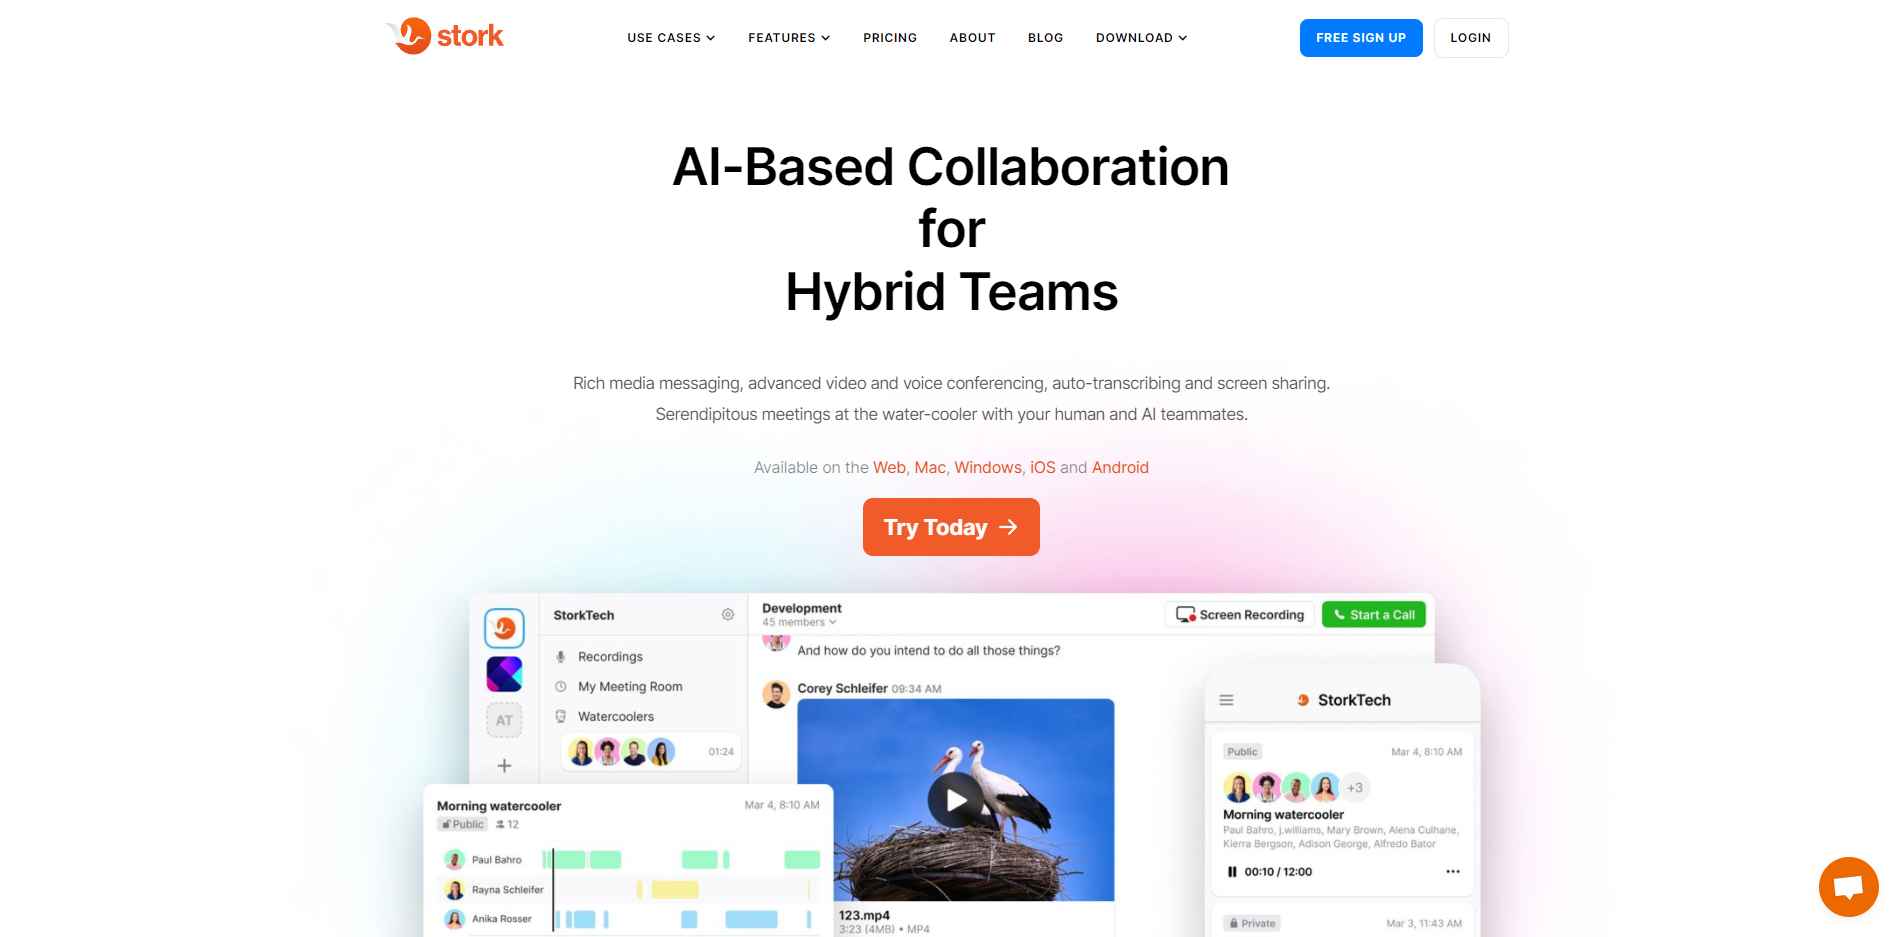 stork
USE CASES
FEATURES
PRICING
ABOUT
BLOG
DOWNLOAD
FREE SIGN UP
LOGIN
AI-Based Collaboration
for
Hybrid Teams
Rich media messaging, advanced video and voice conferencing, auto-transcribing and screen sharing.
Serendipitous meetings at the water-cooler with your human and AI teammates.
Available on the Web, Mac, Windows, iOS and Android
Try Today
StorkTech
Recordings
My Meeting Room
Watercoolers
01:24
AT
Development
45 members
Screen Recording
Start a Call
And how do you intend to do all those things?
Corey Schleifer 09:34 AM
123.mp4
3:23 (4MB) • MP4
Morning watercooler
Mar 4, 8:10 AM
Public
12
Paul Bahro
Rayna Schleifer
Anika Rosser
StorkTech
Public
Mar 4, 8:10 AM
+3
Morning watercooler
Paul Bahro, j.williams, Mary Brown, Alena Culhane,
Kierra Bergson, Adison George, Alfredo Bator
00:10 / 12:00
Private
Mar 3, 11:43 AM